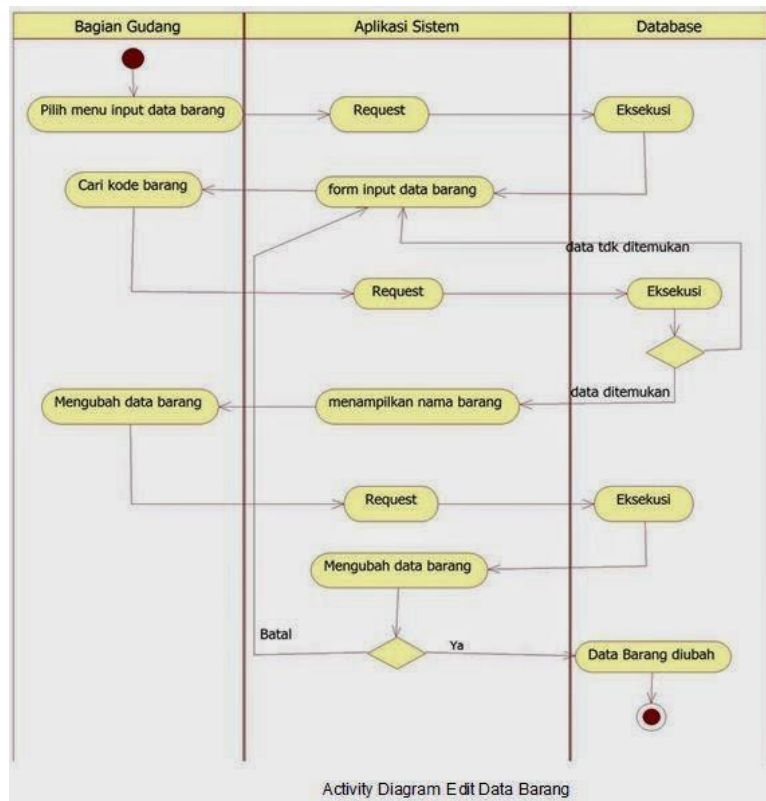 Bagian Gudang
Aplikasi Sistem
Database
Pilih menu input data barang
Request
Eksekusi
Cari kode barang
form input data barang
data tdk ditemukan
Request
Eksekusi
data ditemukan
Mengubah data barang
menampilkan nama barang
Request
Eksekusi
Mengubah data barang
Batal
Ya
Data Barang diubah
Activity Diagram Edit Data Barang